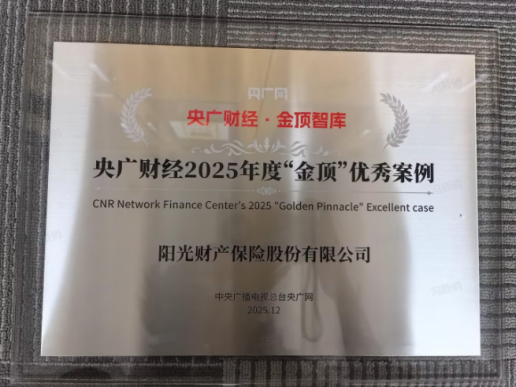 央广网
央广财经·金顶智库
央广财经2025年度“金顶”优秀案例
CNR Network Finance Center's 2025 "Golden Pinnacle" Excellent case
阳光财产保险股份有限公司
中央广播电视总台央广网
2025.12